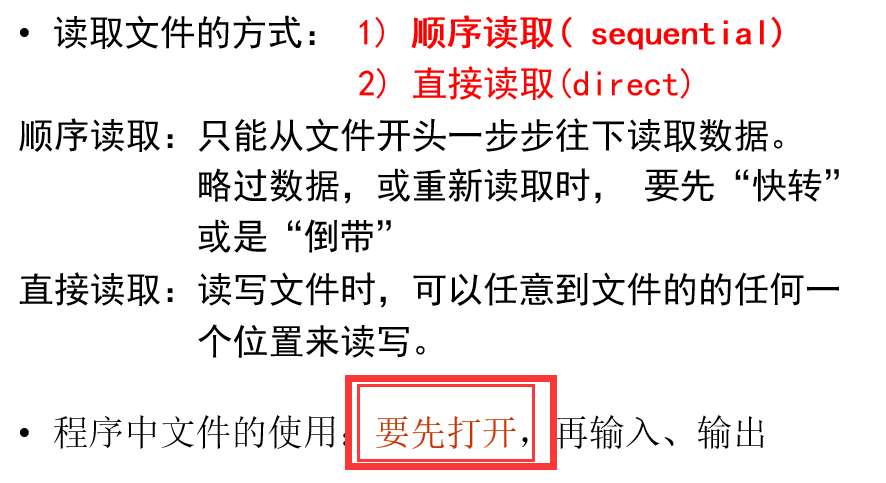 • 读取文件的方式： 1) 顺序读取( sequential)
2) 直接读取(direct)
顺序读取：只能从文件开头一步步往下读取数据。
略过数据，或重新读取时， 要先“快转”
或是“倒带”
直接读取：读写文件时，可以任意到文件的的任何一
个位置来读写。
• 程序中文件的使用：要先打开，再输入、输出